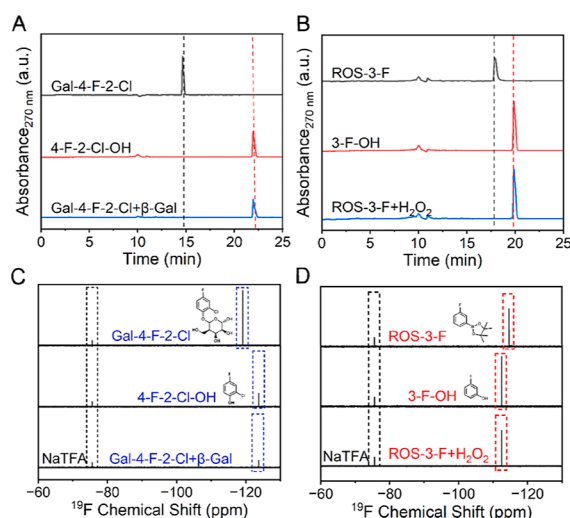 A
Absorbance270 nm (a.u.)
Gal-4-F-2-Cl
4-F-2-Cl-OH
Gal-4-F-2-Cl+β-Gal
0 5 10 15 20 25
Time (min)
B
Absorbance270 nm (a.u.)
ROS-3-F
3-F-OH
ROS-3-F+H2O2
0 5 10 15 20 25
Time (min)
C
Gal-4-F-2-Cl
4-F-2-Cl-OH
NaTFA
Gal-4-F-2-Cl+β-Gal
−60 −80 −100 −120
19F Chemical Shift (ppm)
D
ROS-3-F
3-F-OH
NaTFA
ROS-3-F+H2O2
−60 −80 −100 −120
19F Chemical Shift (ppm)